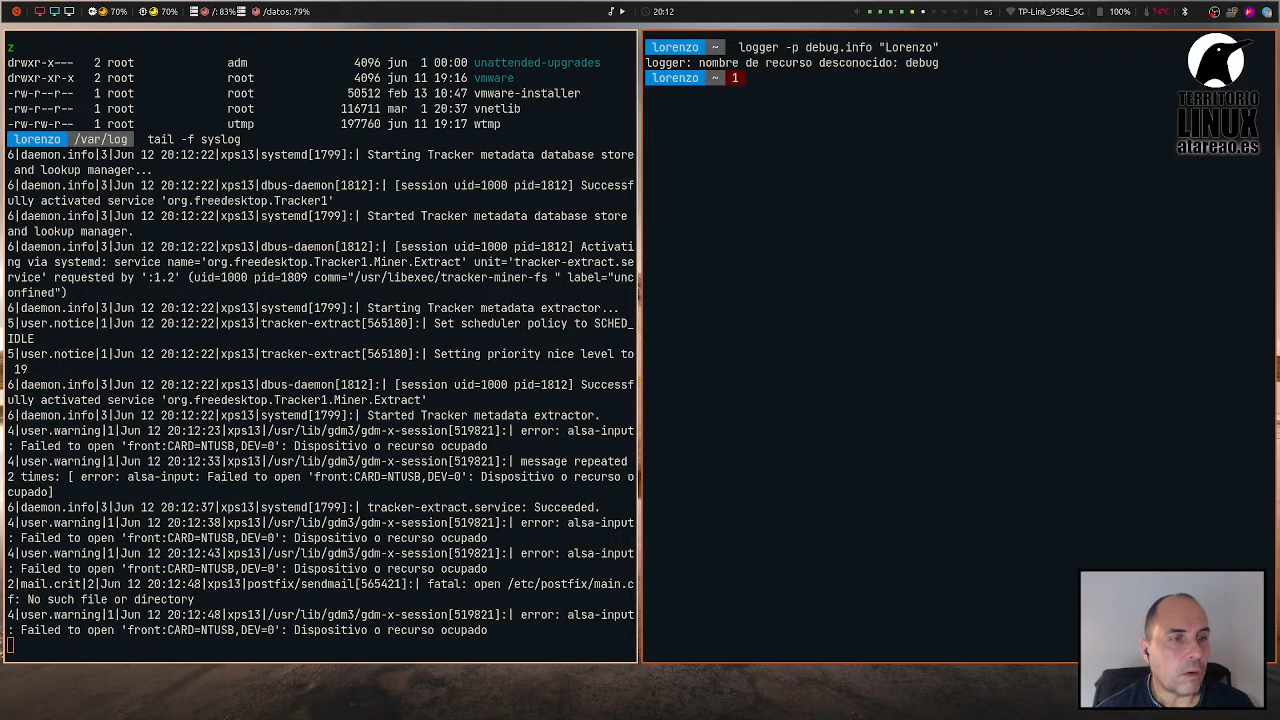 70% 70% /: 83% /datos: 79% 20:12 es TP-Link_958E_5G 100% 74°C
z
drwxr-x--- 2 root adm 4096 jun 1 00:00 unattended-upgrades
drwxr-xr-x 2 root root 4096 jun 11 19:16 vmware
-rw-r--r-- 1 root root 50512 feb 13 10:47 vmware-installer
-rw-r--r-- 1 root root 116711 mar 1 20:37 vnetlib
-rw-rw-r-- 1 root utmp 197760 jun 11 19:17 wtmp
lorenzo /var/log tail -f syslog
6|daemon.info|3|Jun 12 20:12:22|xps13|systemd[1799]:| Starting Tracker metadata database store
and lookup manager...
6|daemon.info|3|Jun 12 20:12:22|xps13|dbus-daemon[1812]:| [session uid=1000 pid=1812] Successf
ully activated service 'org.freedesktop.Tracker1'
6|daemon.info|3|Jun 12 20:12:22|xps13|systemd[1799]:| Started Tracker metadata database store
and lookup manager.
6|daemon.info|3|Jun 12 20:12:22|xps13|dbus-daemon[1812]:| [session uid=1000 pid=1812] Activati
ng via systemd: service name='org.freedesktop.Tracker1.Miner.Extract' unit='tracker-extract.se
rvice' requested by ':1.2' (uid=1000 pid=1809 comm="/usr/libexec/tracker-miner-fs " label="unc
onfined")
6|daemon.info|3|Jun 12 20:12:22|xps13|systemd[1799]:| Starting Tracker metadata extractor...
5|user.notice|1|Jun 12 20:12:22|xps13|tracker-extract[565180]:| Set scheduler policy to SCHED_
IDLE
5|user.notice|1|Jun 12 20:12:22|xps13|tracker-extract[565180]:| Setting priority nice level to
19
6|daemon.info|3|Jun 12 20:12:22|xps13|dbus-daemon[1812]:| [session uid=1000 pid=1812] Successf
ully activated service 'org.freedesktop.Tracker1.Miner.Extract'
6|daemon.info|3|Jun 12 20:12:22|xps13|systemd[1799]:| Started Tracker metadata extractor.
4|user.warning|1|Jun 12 20:12:23|xps13|/usr/lib/gdm3/gdm-x-session[519821]:| error: alsa-input
: Failed to open 'front:CARD=NTUSB,DEV=0': Dispositivo o recurso ocupado
4|user.warning|1|Jun 12 20:12:33|xps13|/usr/lib/gdm3/gdm-x-session[519821]:| message repeated
2 times: [ error: alsa-input: Failed to open 'front:CARD=NTUSB,DEV=0': Dispositivo o recurso o
cupado]
6|daemon.info|3|Jun 12 20:12:37|xps13|systemd[1799]:| tracker-extract.service: Succeeded.
4|user.warning|1|Jun 12 20:12:38|xps13|/usr/lib/gdm3/gdm-x-session[519821]:| error: alsa-input
: Failed to open 'front:CARD=NTUSB,DEV=0': Dispositivo o recurso ocupado
4|user.warning|1|Jun 12 20:12:43|xps13|/usr/lib/gdm3/gdm-x-session[519821]:| error: alsa-input
: Failed to open 'front:CARD=NTUSB,DEV=0': Dispositivo o recurso ocupado
2|mail.crit|2|Jun 12 20:12:48|xps13|postfix/sendmail[565421]:| fatal: open /etc/postfix/main.c
f: No such file or directory
4|user.warning|1|Jun 12 20:12:48|xps13|/usr/lib/gdm3/gdm-x-session[519821]:| error: alsa-input
: Failed to open 'front:CARD=NTUSB,DEV=0': Dispositivo o recurso ocupado
lorenzo ~ logger -p debug.info "Lorenzo"
logger: nombre de recurso desconocido: debug
lorenzo ~ 1
TERRITORIO
LINUX
atareao.es